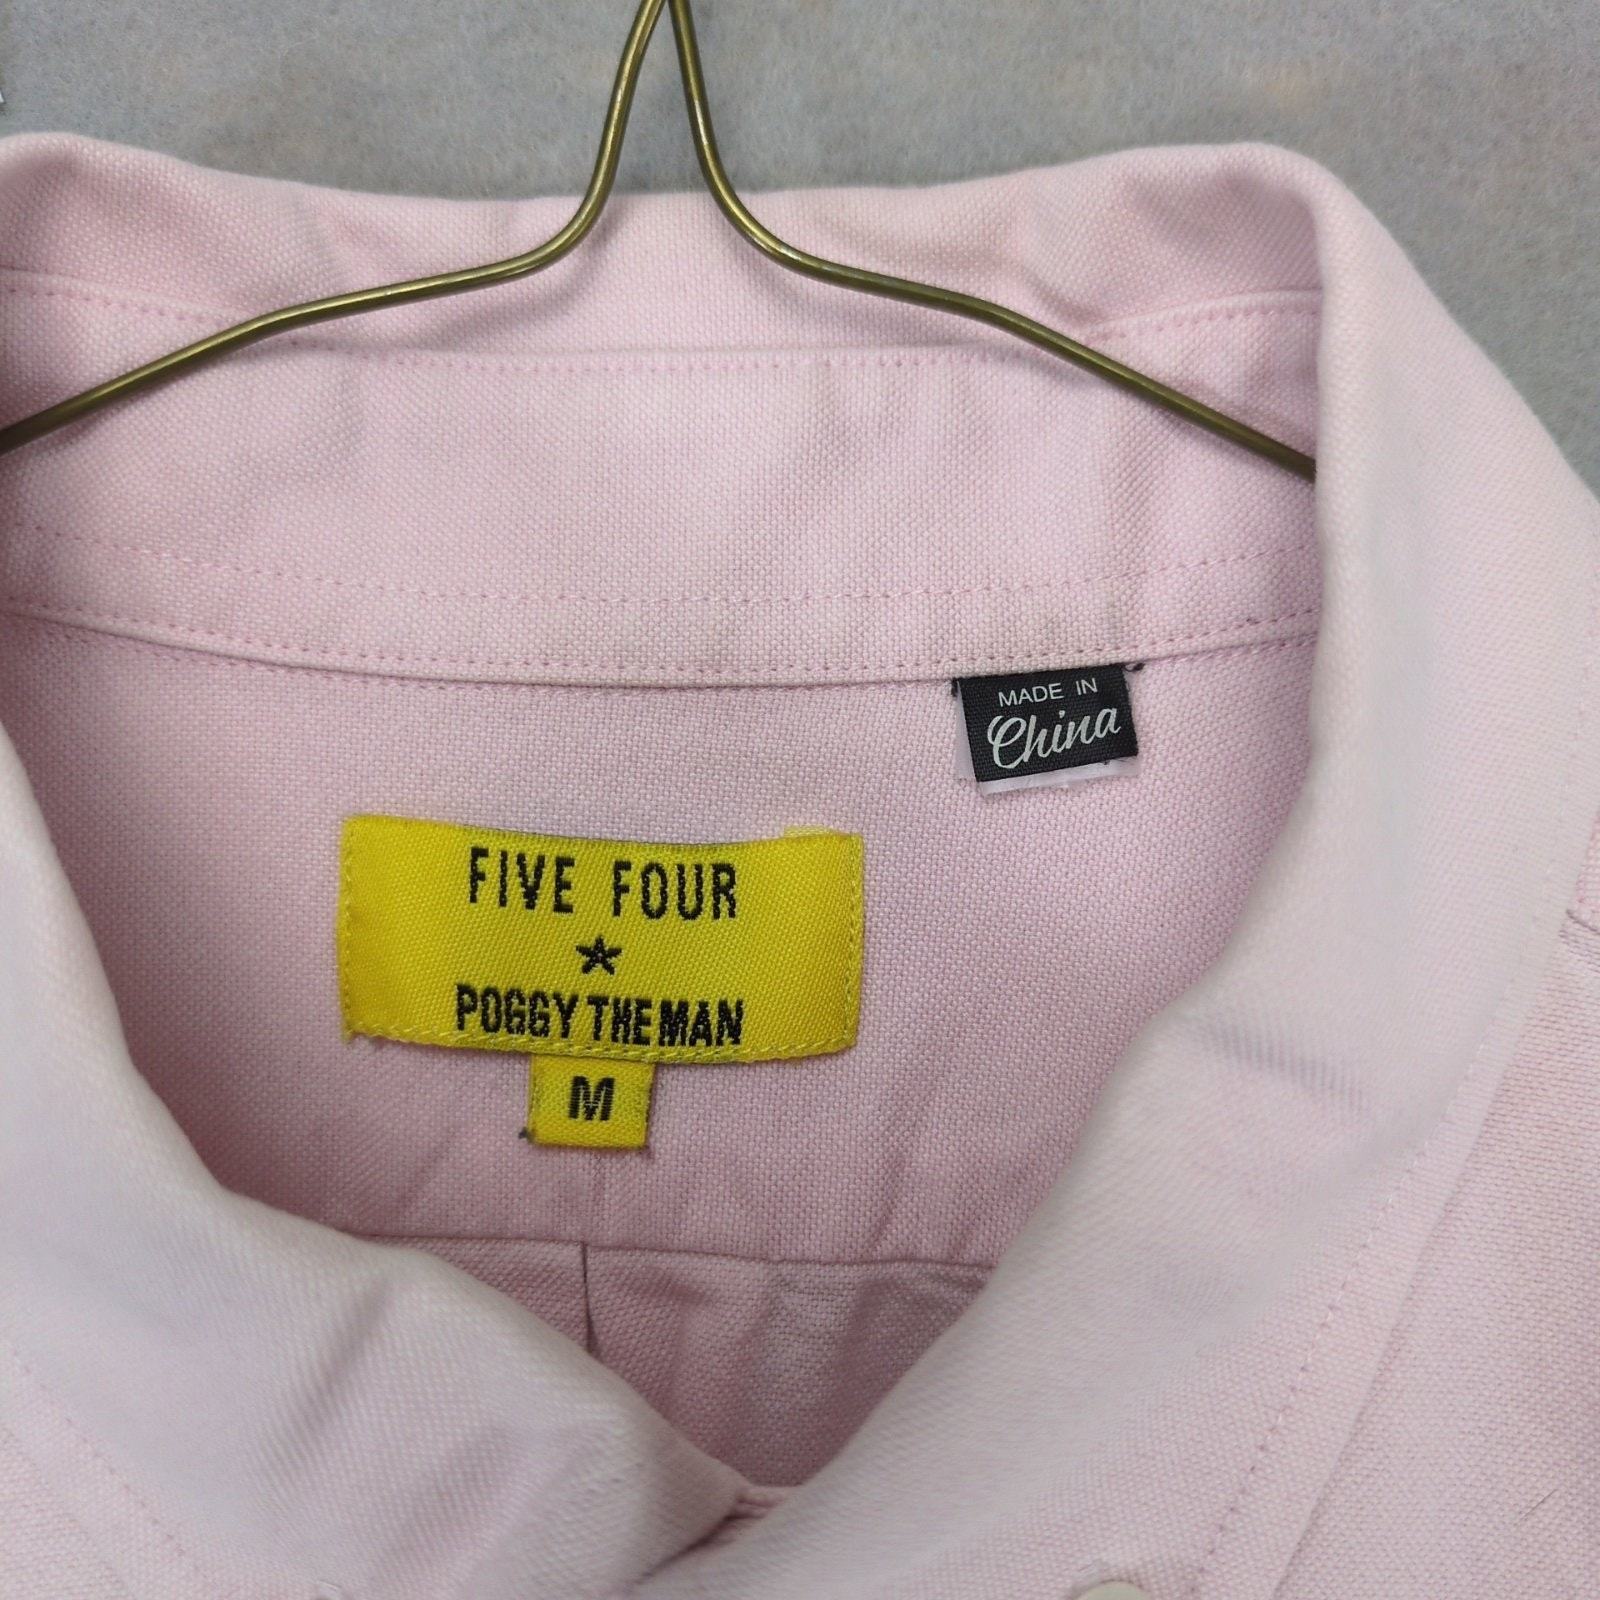 MADE IN
China
FIVE FOUR
POGGY THE MAN
M